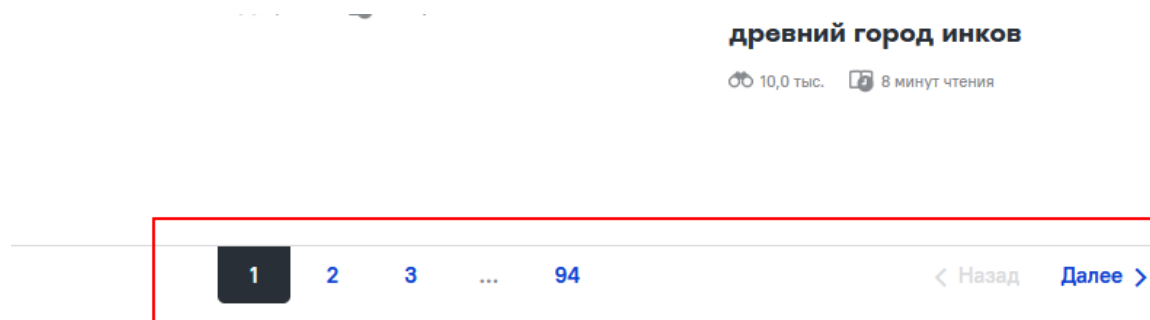 древний город инков
10,0 тыс. 8 минут чтения
1 2 3 ... 94 Назад Далее